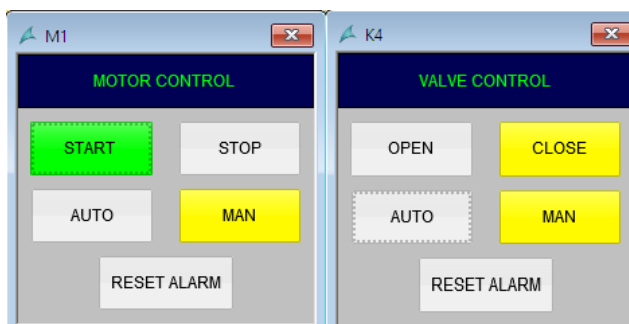 M1
MOTOR CONTROL
START STOP
AUTO MAN
RESET ALARM
K4
VALVE CONTROL
OPEN CLOSE
AUTO MAN
RESET ALARM